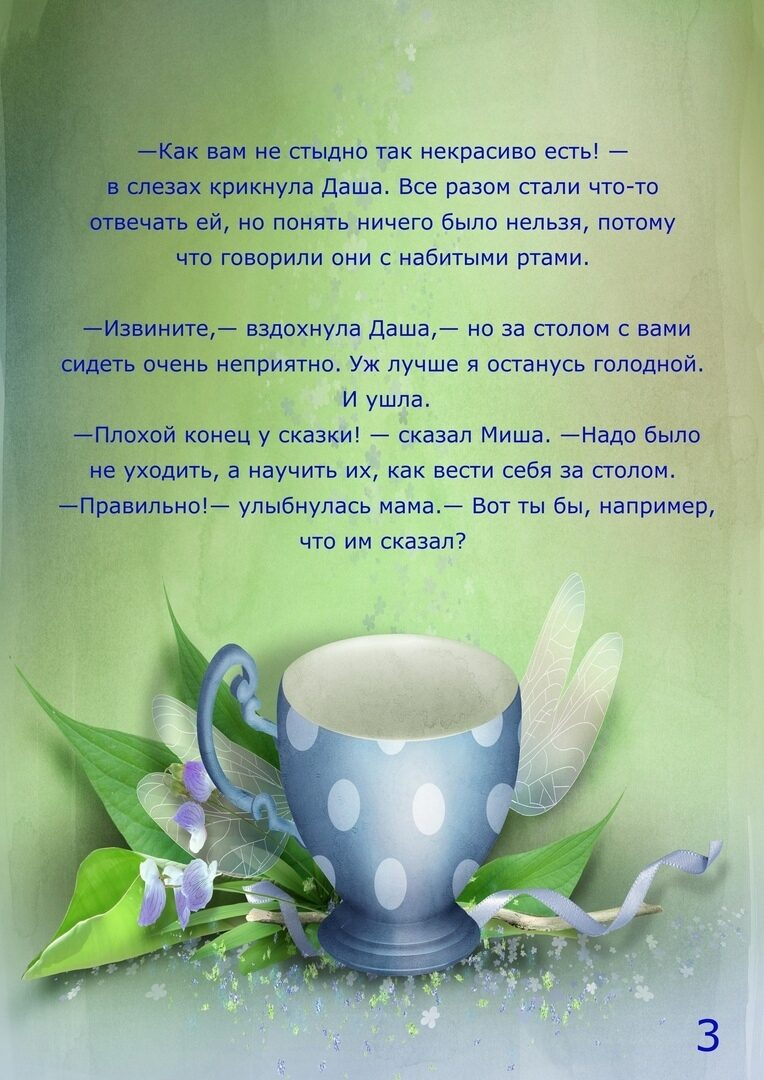 —Как вам не стыдно так некрасиво есть! —
в слезах крикнула Даша. Все разом стали что-то
отвечать ей, но понять ничего было нельзя, потому
что говорили они с набитыми ртами.
—Извините,— вздохнула Даша,— но за столом с вами
сидеть очень неприятно. Уж лучше я останусь голодной.
И ушла.
—Плохой конец у сказки! — сказал Миша. —Надо было
не уходить, а научить их, как вести себя за столом.
—Правильно!— улыбнулась мама.— Вот ты бы, например,
что им сказал?
3